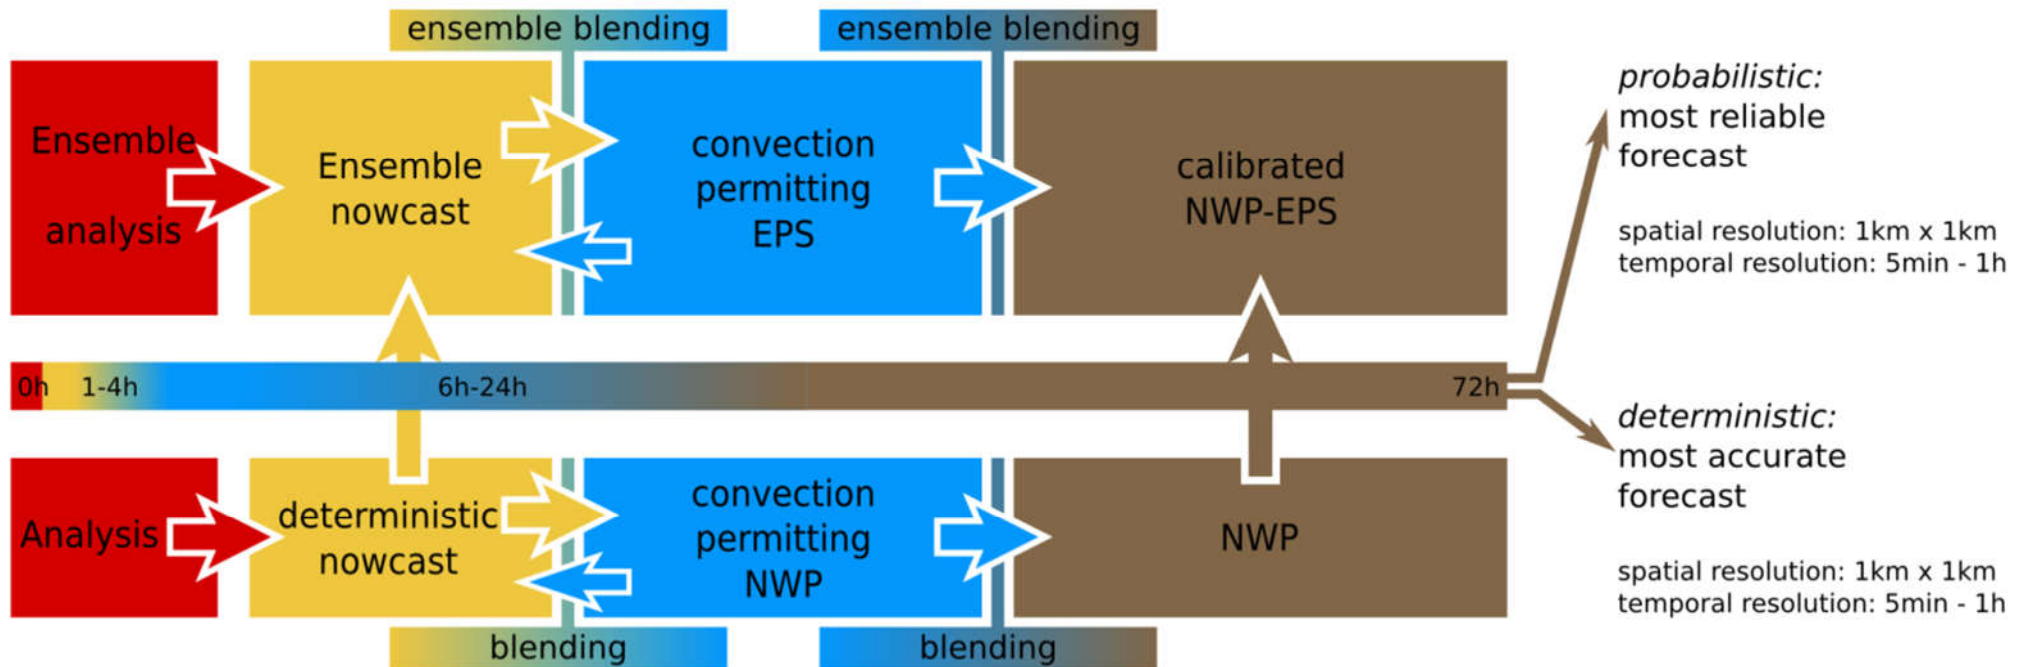 ensemble blending
ensemble blending
Ensemble
analysis
Ensemble
nowcast
convection
permitting
EPS
calibrated
NWP-EPS
probabilistic:
most reliable
forecast
spatial resolution: 1km x 1km
temporal resolution: 5min - 1h
0h
1-4h
6h-24h
72h
Analysis
deterministic
nowcast
convection
permitting
NWP
NWP
deterministic:
most accurate
forecast
spatial resolution: 1km x 1km
temporal resolution: 5min - 1h
blending
blending